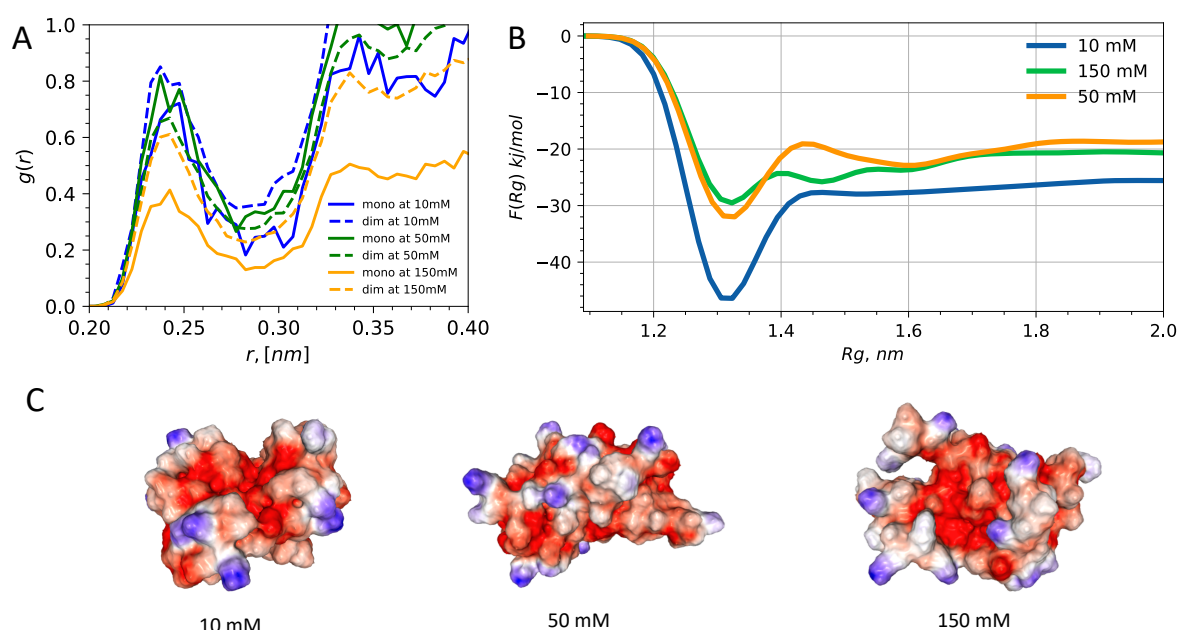 A
1.0
0.8
0.6
0.4
0.2
0.0
g(r)
mono at 10mM
dim at 10mM
mono at 50mM
dim at 50mM
mono at 150mM
dim at 150mM
0.20 0.25 0.30 0.35 0.40
r, [nm]
B
0
−10
−20
−30
−40
F(Rg) kJ/mol
10 mM
150 mM
50 mM
1.2 1.4 1.6 1.8 2.0
Rg, nm
C
10 mM 50 mM 150 mM